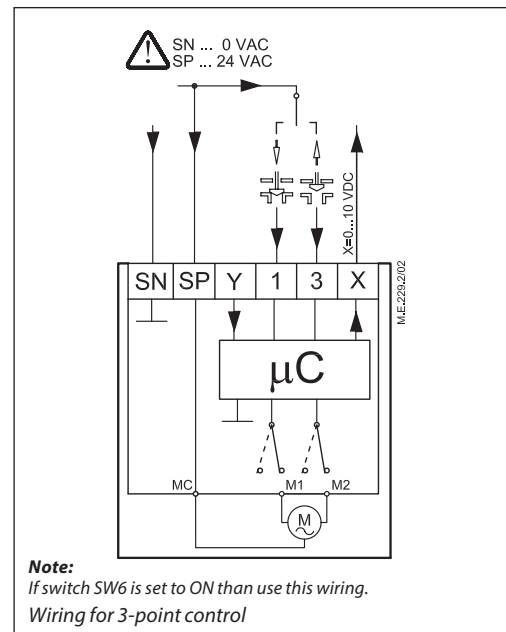 SN ... 0 VAC
SP ... 24 VAC
X=0...10 VDC
SN SP Y 1 3 X
M.E.229.2/02
µC
MC M1 M2
M
Note:
If switch SW6 is set to ON than use this wiring.
Wiring for 3-point control